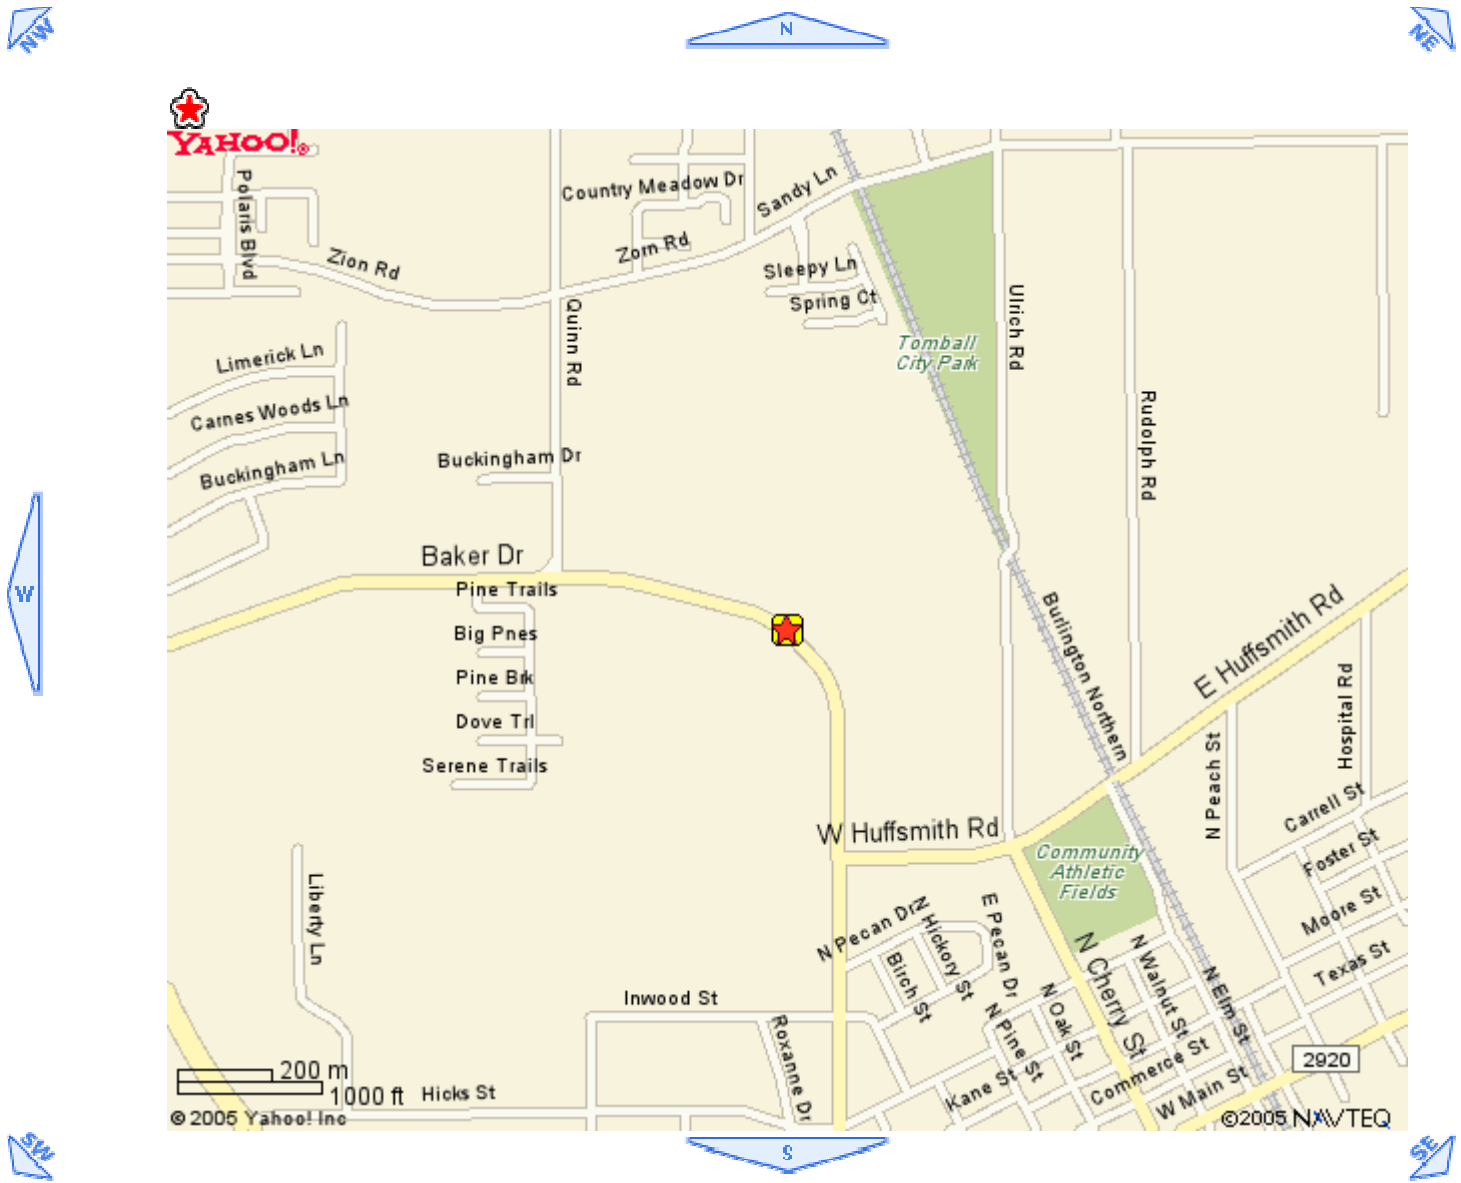 NW
N
NE
YAHOO!®
Polaris Blvd
Country Meadow Dr
Sandy Ln
Zion Rd
Zorn Rd
Sleepy Ln
Spring Ct
Quinn Rd
Ulrich Rd
Limerick Ln
Tomball
City Park
Carnes Woods Ln
Rudolph Rd
Buckingham Ln
Buckingham Dr
Baker Dr
W
Pine Trails
Big Pnes
Pine Brk
Dove Trl
Serene Trails
Burlington Northern
E Huffsmith Rd
Hospital Rd
N Peach St
W Huffsmith Rd
Carrell St
Community
Athletic
Fields
Foster St
Liberty Ln
N Pecan Dr
N Hickory St
E Pecan Dr
Moore St
Birch St
N Cherry St
N Walnut St
N Elm St
Texas St
Inwood St
Roxanne Dr
N Pine St
N Oak St
Commerce St
2920
200 m
1000 ft
Hicks St
Kane St
W Main St
© 2005 Yahoo! Inc
©2005 NAVTEQ
SW
S
SE